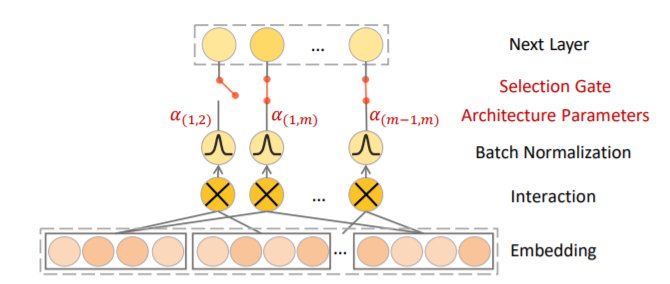 ... Next Layer
Selection Gate
α(1,2) α(1,m) α(m−1,m) Architecture Parameters
Batch Normalization
... Interaction
... Embedding